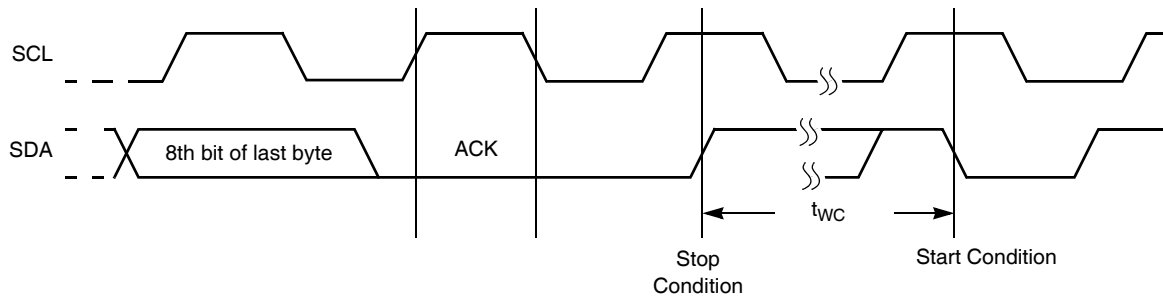 SCL
SDA
8th bit of last byte
ACK
tWC
Stop
Condition
Start Condition